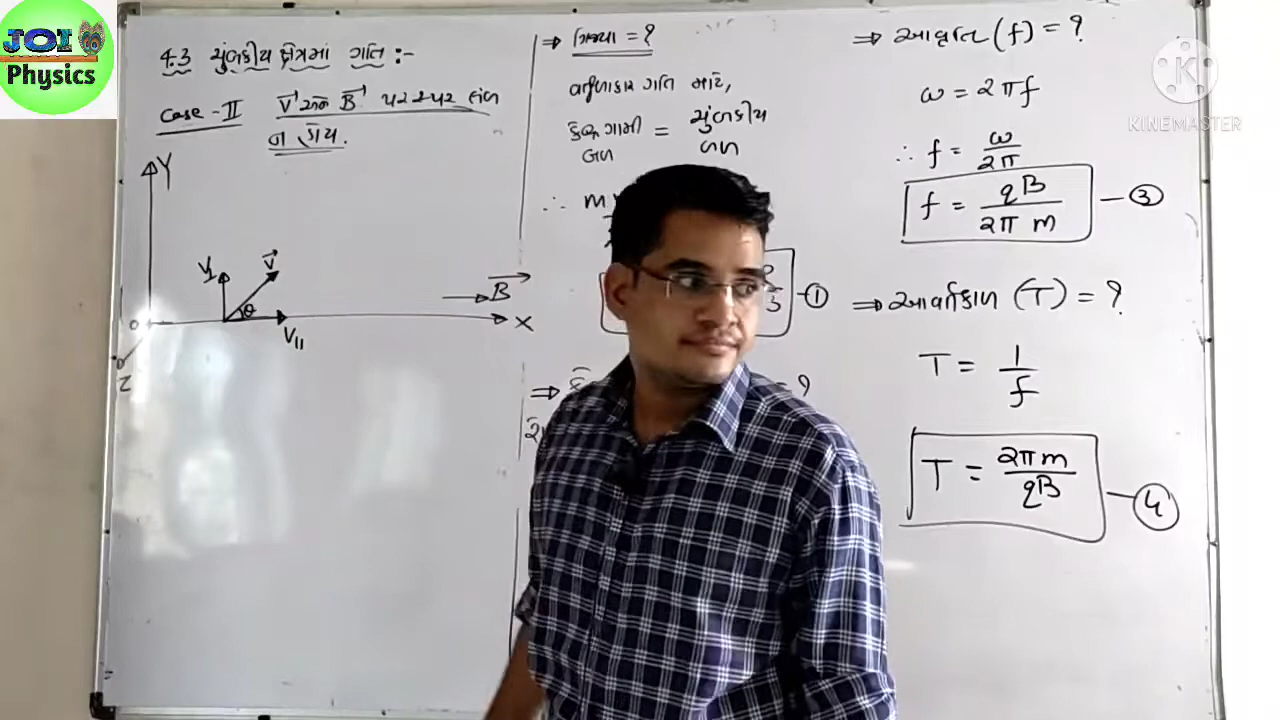 JOI
Physics
KINEMASTER
4.3 ચુંબકીય ક્ષેત્રમાં ગતિ :-
Case - II V⃗ અને B⃗ પરસ્પર લંબ
ન હોય.
Y
V⊥
V⃗
θ
V||
B⃗
O
X
Z
⇒ ત્રિજ્યા = ?
વર્તુળાકાર ગતિ માટે,
કેન્દ્રગામી = ચુંબકીય
બળ બળ
∴ m
— ①
⇒ = ?
⇒ આવૃત્તિ (f) = ?
ω = 2πf
∴ f = ω/2π
f = qB/2π m — ③
⇒ આવર્તકાળ (T) = ?
T = 1/f
T = 2πm/qB — ④